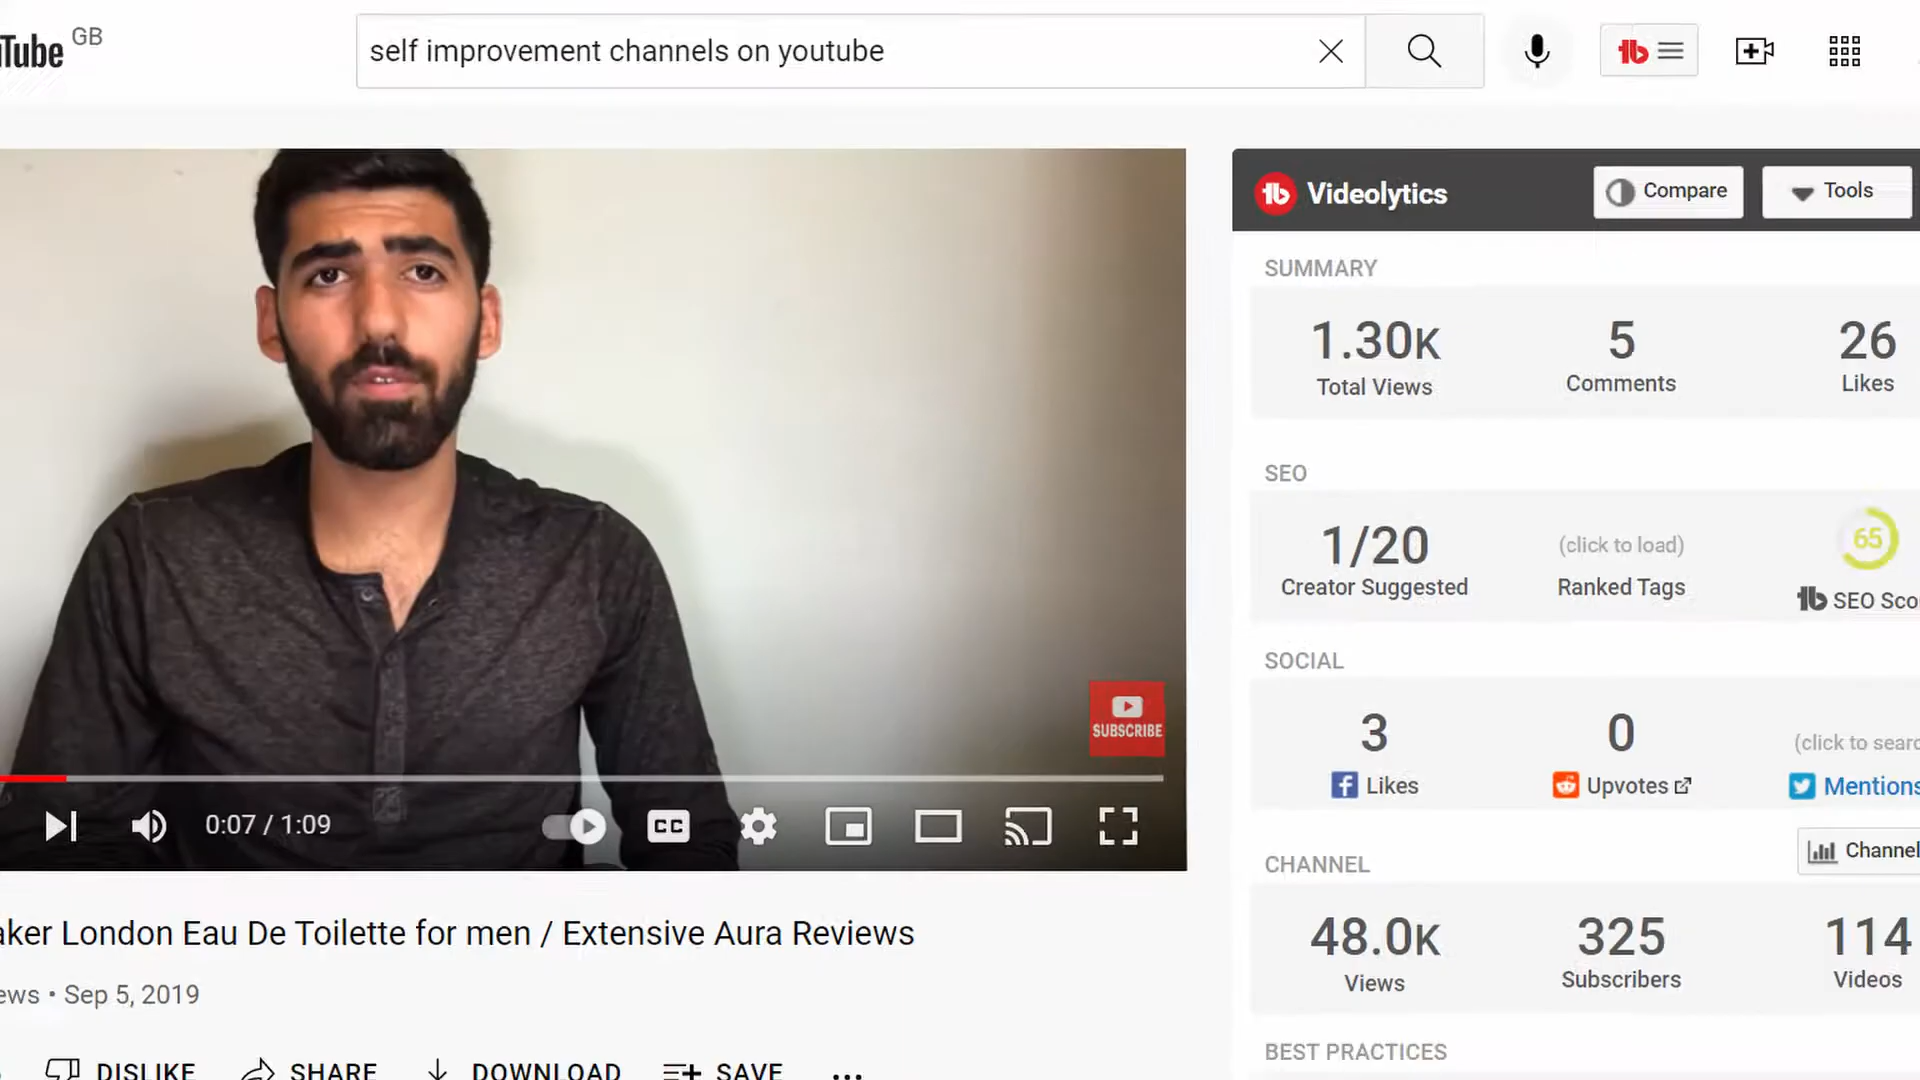 Tube GB
self improvement channels on youtube
Videolytics
Compare
Tools
SUMMARY
1.30K
5
26
Total Views
Comments
Likes
SEO
1/20
(click to load)
65
Creator Suggested
Ranked Tags
SEO Sco
SOCIAL
3
0
(click to searc
Likes
Upvotes
Mentions
SUBSCRIBE
0:07 / 1:09
CC
Channel
CHANNEL
48.0K
325
114
Views
Subscribers
Videos
BEST PRACTICES
aker London Eau De Toilette for men / Extensive Aura Reviews
ews • Sep 5, 2019
DISLIKE
SHARE
DOWNLOAD
SAVE
...